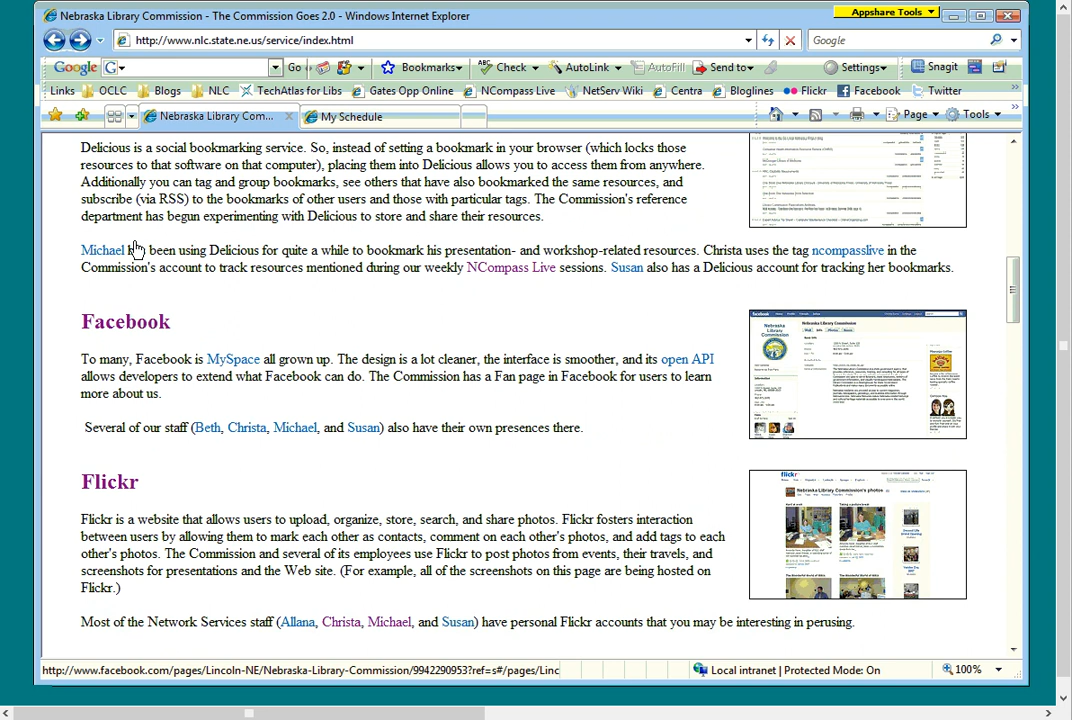 Nebraska Library Commission - The Commission Goes 2.0 - Windows Internet Explorer
Appshare Tools
http://www.nlc.state.ne.us/service/index.html
Google
Google
G
Go
Bookmarks
ABC
Check
AutoLink
AutoFill
Send to
Settings
Snagit
Links
OCLC
Blogs
NLC
TechAtlas for Libs
Gates Opp Online
NCompass Live
NetServ Wiki
Centra
Bloglines
Flickr
Facebook
Twitter
Nebraska Library Com...
My Schedule
Page
Tools
Delicious is a social bookmarking service. So, instead of setting a bookmark in your browser (which locks those
resources to that software on that computer), placing them into Delicious allows you to access them from anywhere.
Additionally you can tag and group bookmarks, see others that have also bookmarked the same resources, and
subscribe (via RSS) to the bookmarks of other users and those with particular tags. The Commission's reference
department has begun experimenting with Delicious to store and share their resources.
Michael been using Delicious for quite a while to bookmark his presentation- and workshop-related resources. Christa uses the tag ncompasslive in the
Commission's account to track resources mentioned during our weekly NCompass Live sessions. Susan also has a Delicious account for tracking her bookmarks.
Facebook
To many, Facebook is MySpace all grown up. The design is a lot cleaner, the interface is smoother, and its open API
allows developers to extend what Facebook can do. The Commission has a Fan page in Facebook for users to learn
more about us.
Several of our staff (Beth, Christa, Michael, and Susan) also have their own presences there.
facebook
Nebraska Library Commission
Flickr
Flickr is a website that allows users to upload, organize, store, search, and share photos. Flickr fosters interaction
between users by allowing them to mark each other as contacts, comment on each other's photos, and add tags to each
other's photos. The Commission and several of its employees use Flickr to post photos from events, their travels, and
screenshots for presentations and the Web site. (For example, all of the screenshots on this page are being hosted on
Flickr.)
flickr
Nebraska Library Commission's photos
Most of the Network Services staff (Allana, Christa, Michael, and Susan) have personal Flickr accounts that you may be interesting in perusing.
http://www.facebook.com/pages/Lincoln-NE/Nebraska-Library-Commission/9942290953?ref=s#/pages/Linc
Local intranet | Protected Mode: On
100%